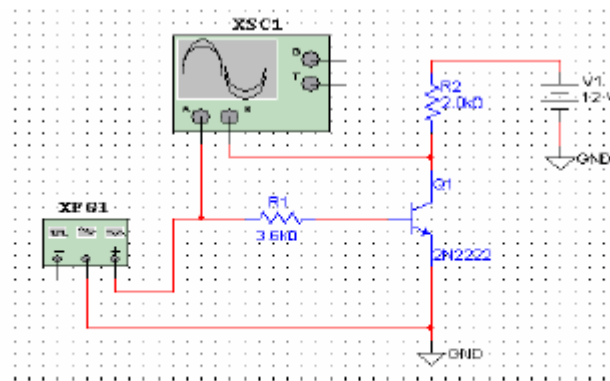 XSC1
G
T
A
B
R2
2.0kΩ
V1
12 V
GND
Q1
XFG1
R1
3.6kΩ
2N2222
GND